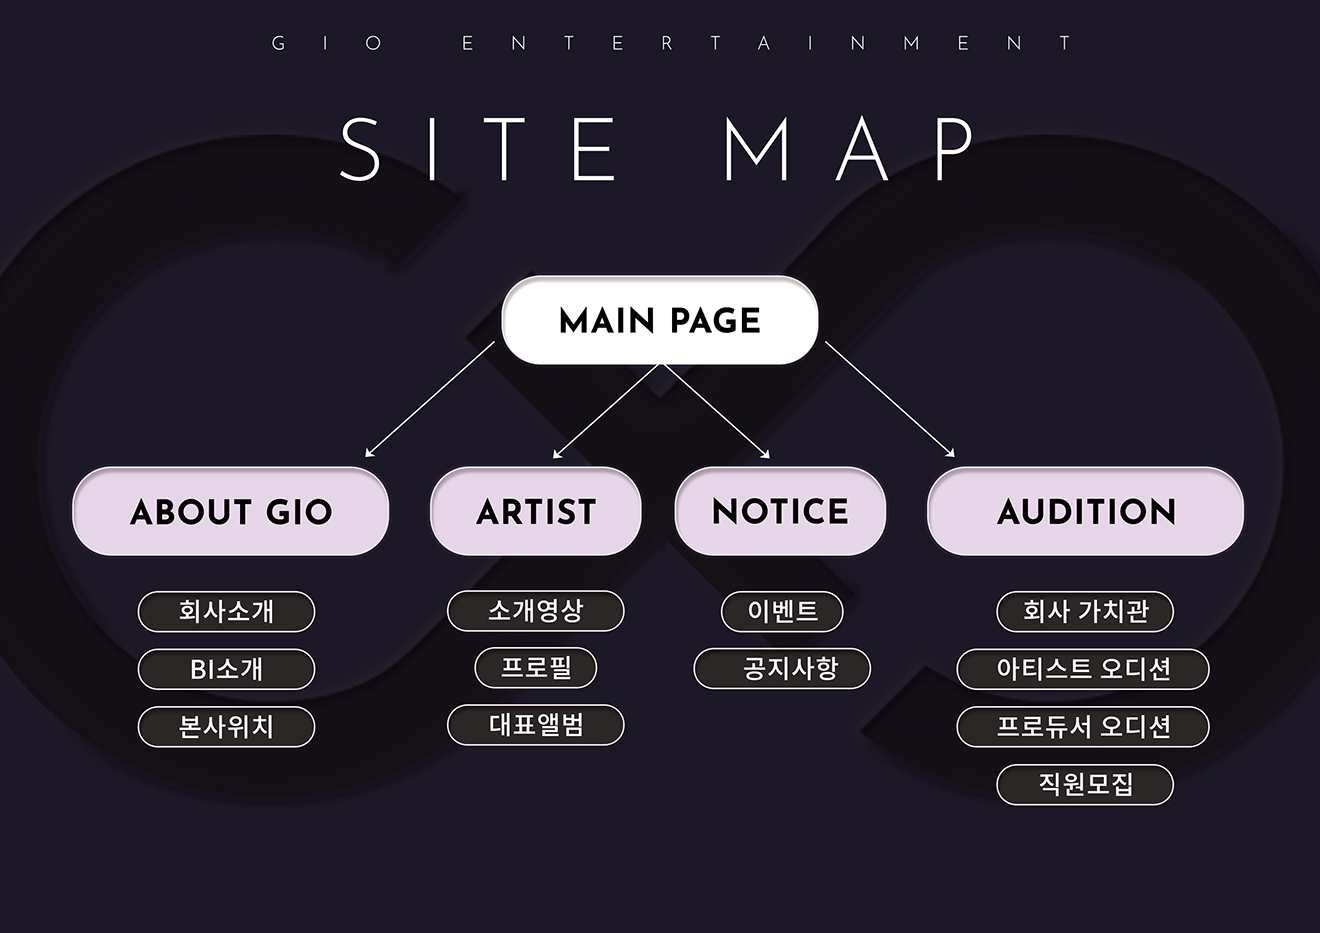 GIO ENTERTAINMENT
SITE MAP
MAIN PAGE
ABOUT GIO
회사소개
BI소개
본사위치
ARTIST
소개영상
프로필
대표앨범
NOTICE
이벤트
공지사항
AUDITION
회사 가치관
아티스트 오디션
프로듀서 오디션
직원모집